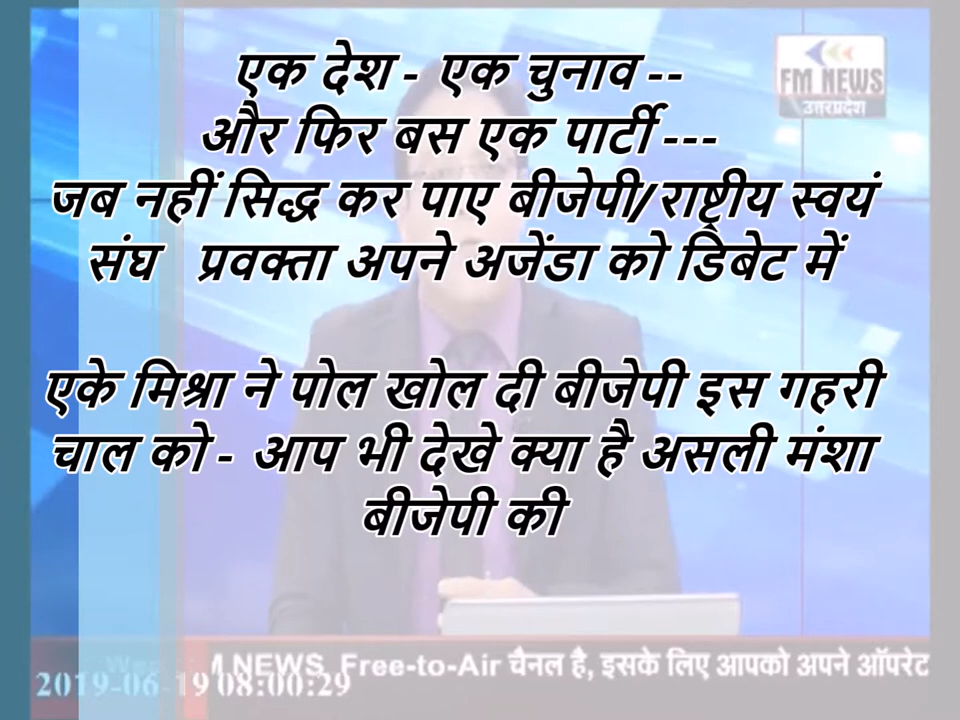 एक देश - एक चुनाव --
और फिर बस एक पार्टी ---
जब नहीं सिद्ध कर पाए बीजेपी/राष्ट्रीय स्वयं
संघ प्रवक्ता अपने अजेंडा को डिबेट में
एके मिश्रा ने पोल खोल दी बीजेपी इस गहरी
चाल को - आप भी देखे क्या है असली मंशा
बीजेपी की
FM NEWS
उत्तरप्रदेश
M NEWS Free-to-Air चैनल है, इसके लिए आपको अपने ऑपरेट
2019-06-19 08:00:29